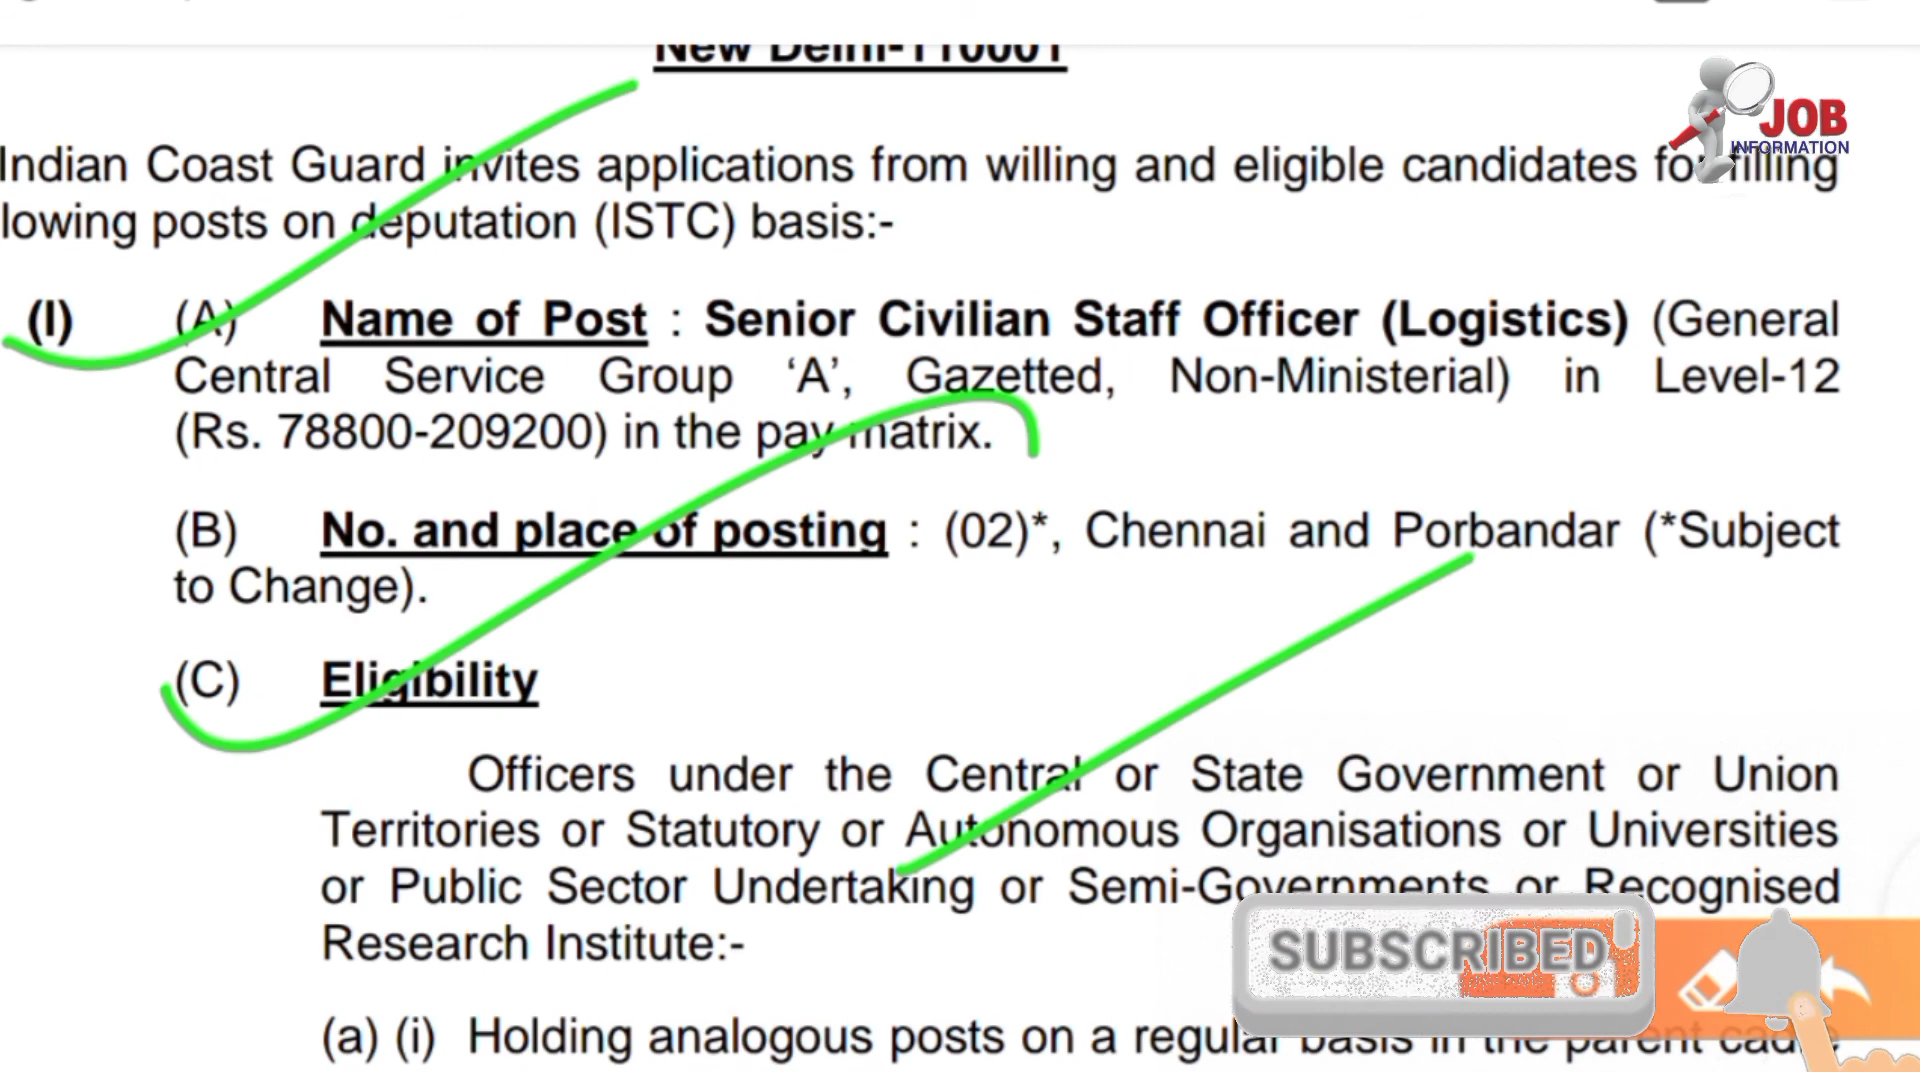 New Delhi-110001
JOB
INFORMATION
Indian Coast Guard invites applications from willing and eligible candidates for filling
lowing posts on deputation (ISTC) basis:-
(I) (A) Name of Post : Senior Civilian Staff Officer (Logistics) (General
Central Service Group ‘A’, Gazetted, Non-Ministerial) in Level-12
(Rs. 78800-209200) in the pay matrix.
(B) No. and place of posting : (02)*, Chennai and Porbandar (*Subject
to Change).
(C) Eligibility
Officers under the Central or State Government or Union
Territories or Statutory or Autonomous Organisations or Universities
or Public Sector Undertaking or Semi-Governments or Recognised
Research Institute:-
SUBSCRIBED
(a) (i) Holding analogous posts on a regular basis in the parent cadre